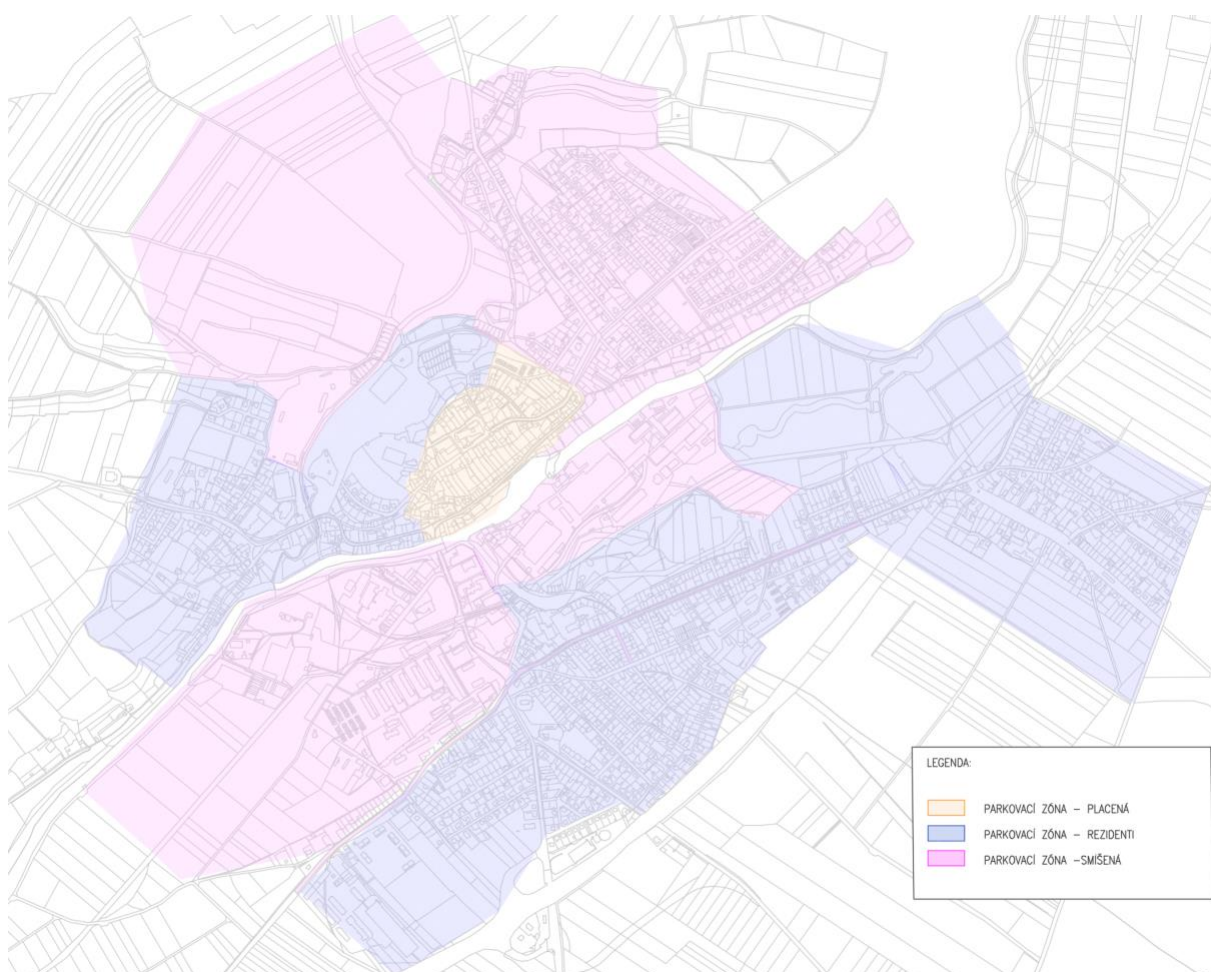 LEGENDA:
PARKOVACÍ ZÓNA – PLACENÁ
PARKOVACÍ ZÓNA – REZIDENTI
PARKOVACÍ ZÓNA –SMÍŠENÁ